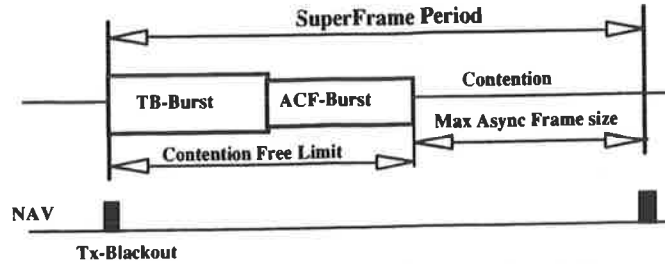 SuperFrame Period
TB-Burst
ACF-Burst
Contention
Max Async Frame size
Contention Free Limit
NAV
Tx-Blackout